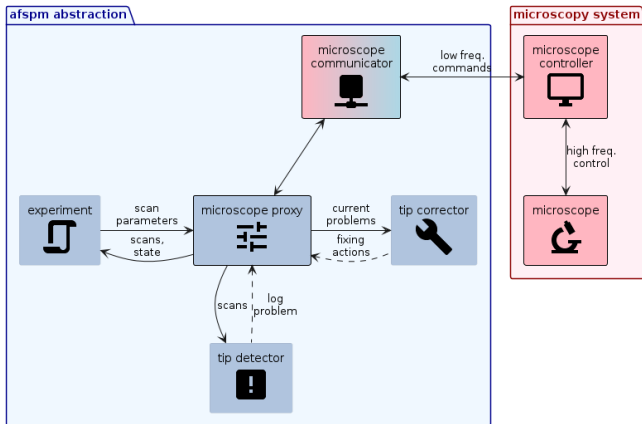 afspm abstraction
microscopy system
microscope
communicator
low freq.
commands
microscope
controller
high freq.
control
experiment
scan
parameters
scans,
state
microscope proxy
current
problems
fixing
actions
tip corrector
microscope
scans
log
problem
tip detector
!